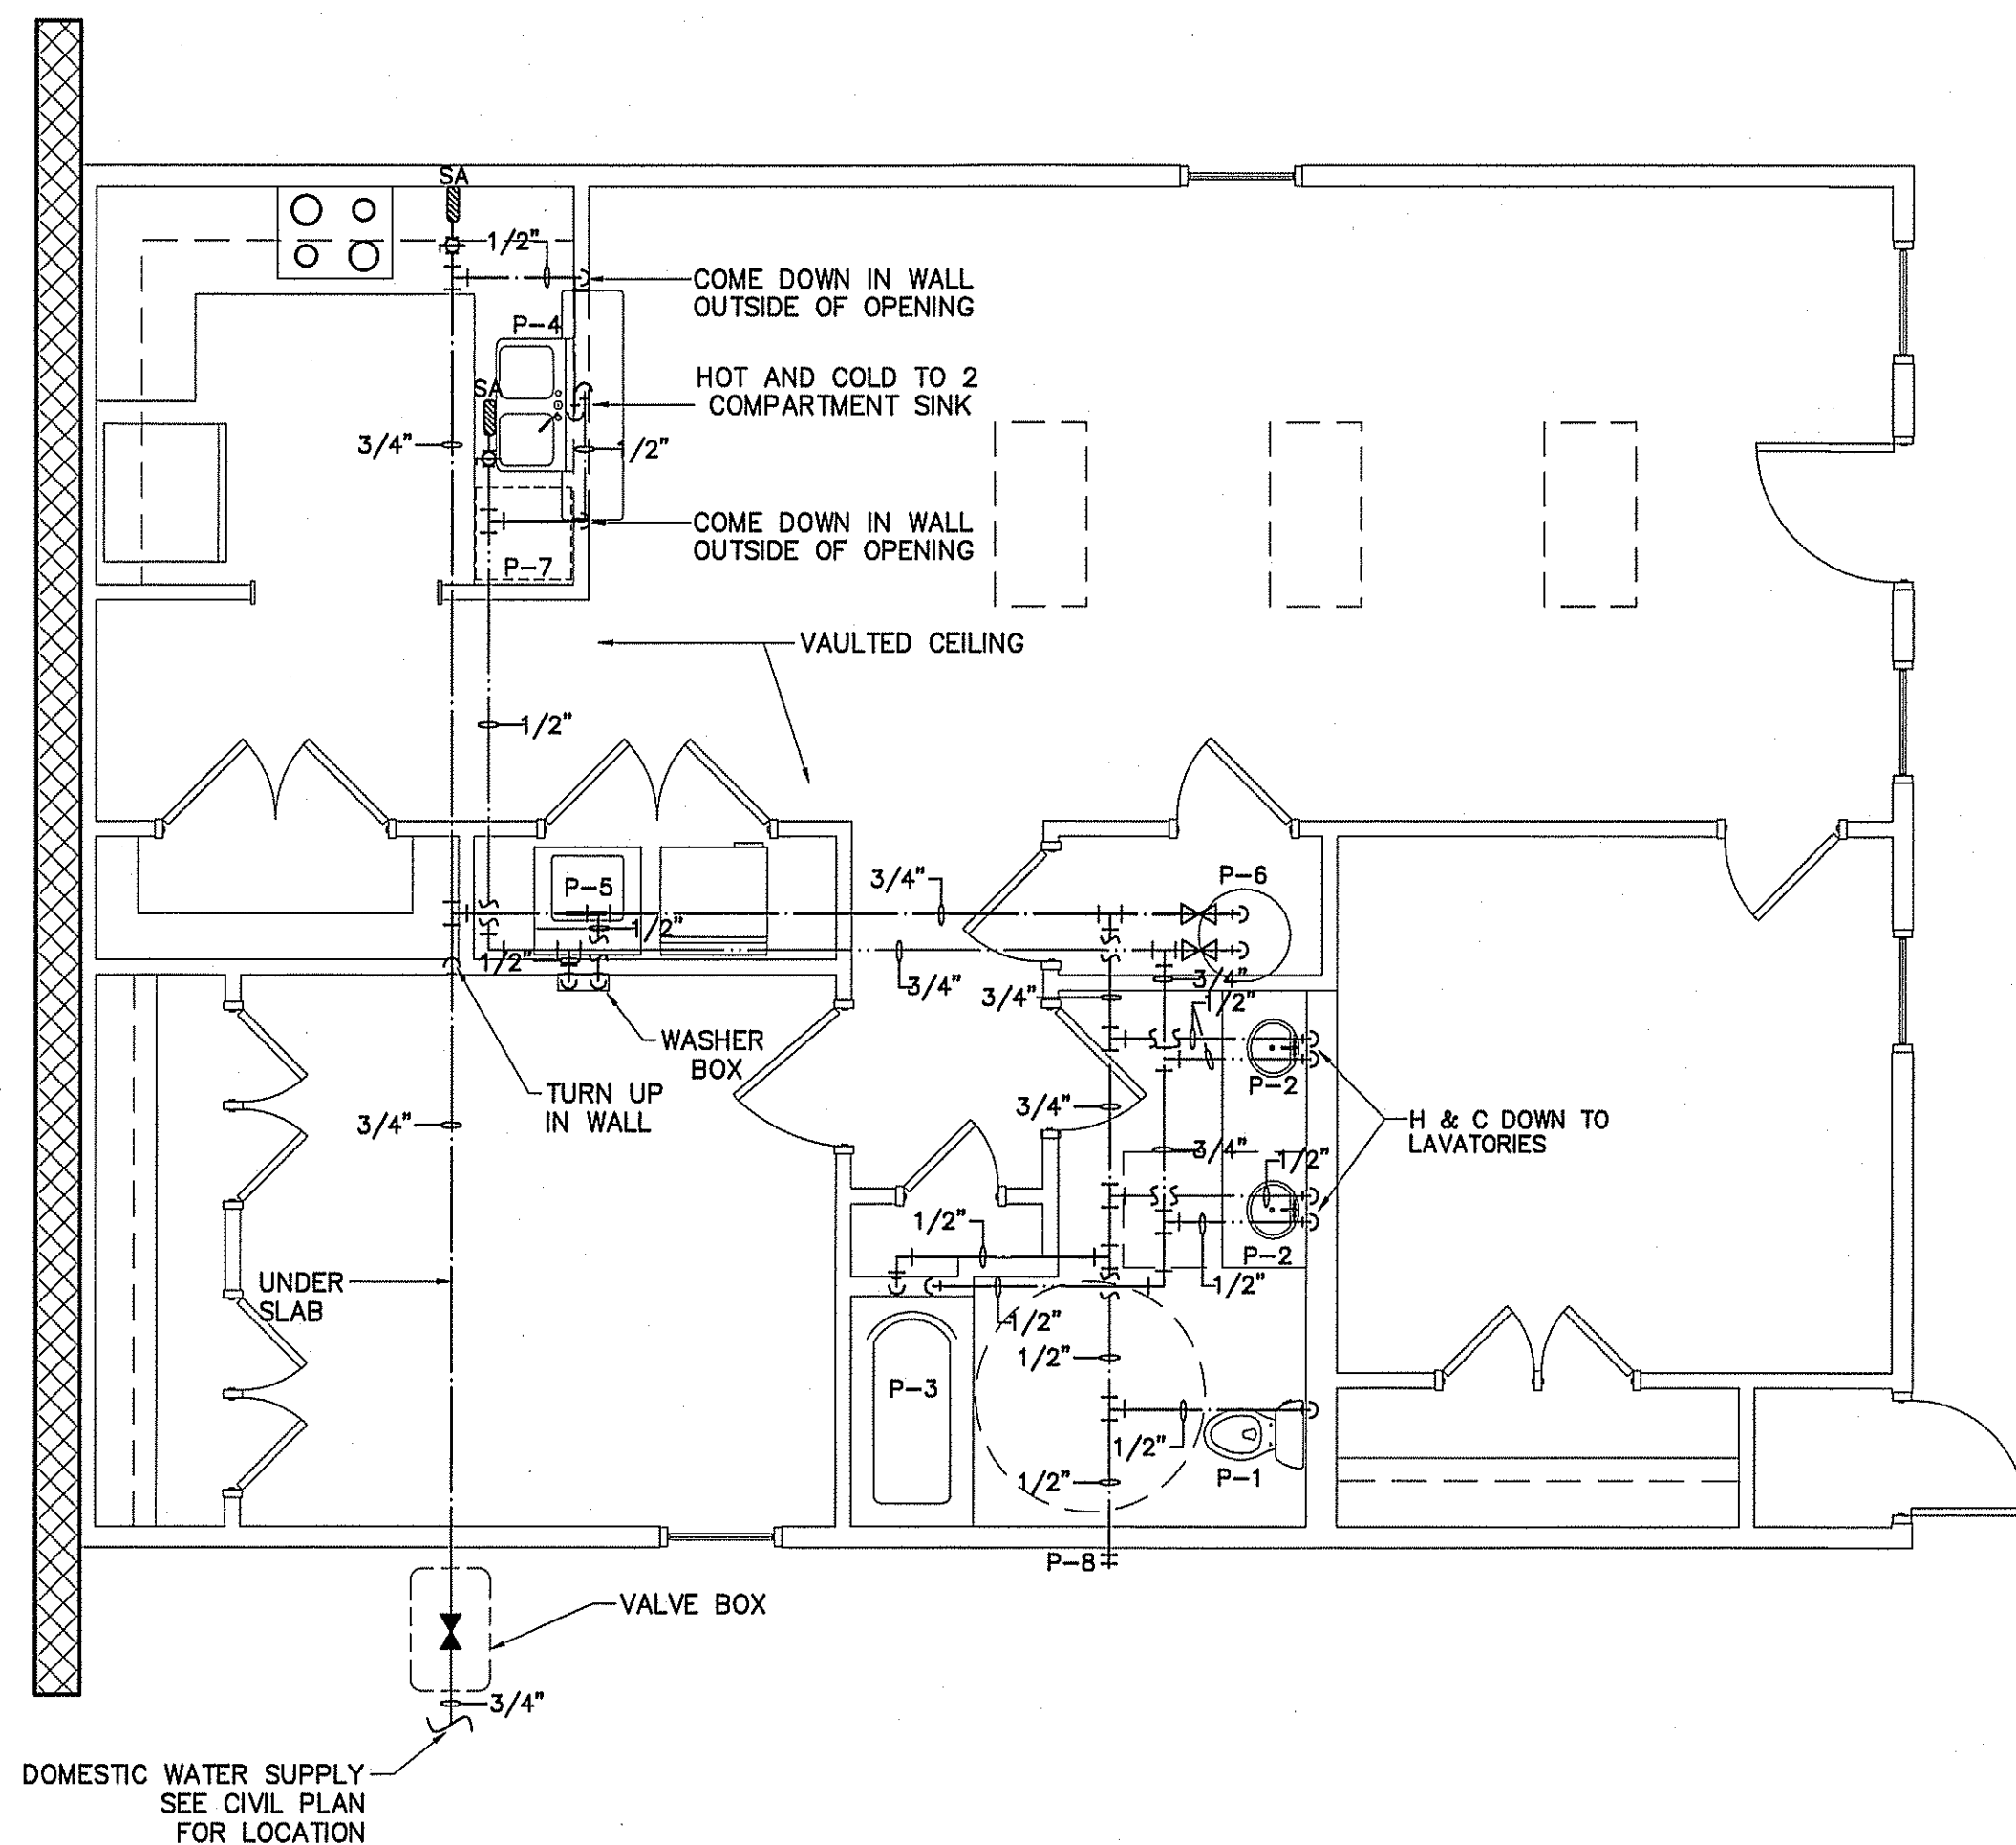 SA
1/2"
COME DOWN IN WALL
OUTSIDE OF OPENING
P-4
HOT AND COLD TO 2
COMPARTMENT SINK
SA
3/4"
1/2"
COME DOWN IN WALL
OUTSIDE OF OPENING
P-7
VAULTED CEILING
1/2"
3/4"
P-6
P-5
1/2"
1/2"
3/4"
3/4"
3/4"
1/2"
WASHER
BOX
P-2
TURN UP
IN WALL
3/4"
3/4"
H & C DOWN TO
LAVATORIES
3/4"
1/2"
1/2"
P-2
UNDER
SLAB
1/2"
1/2"
1/2"
P-3
1/2"
1/2"
P-1
P-8
VALVE BOX
3/4"
DOMESTIC WATER SUPPLY
SEE CIVIL PLAN
FOR LOCATION